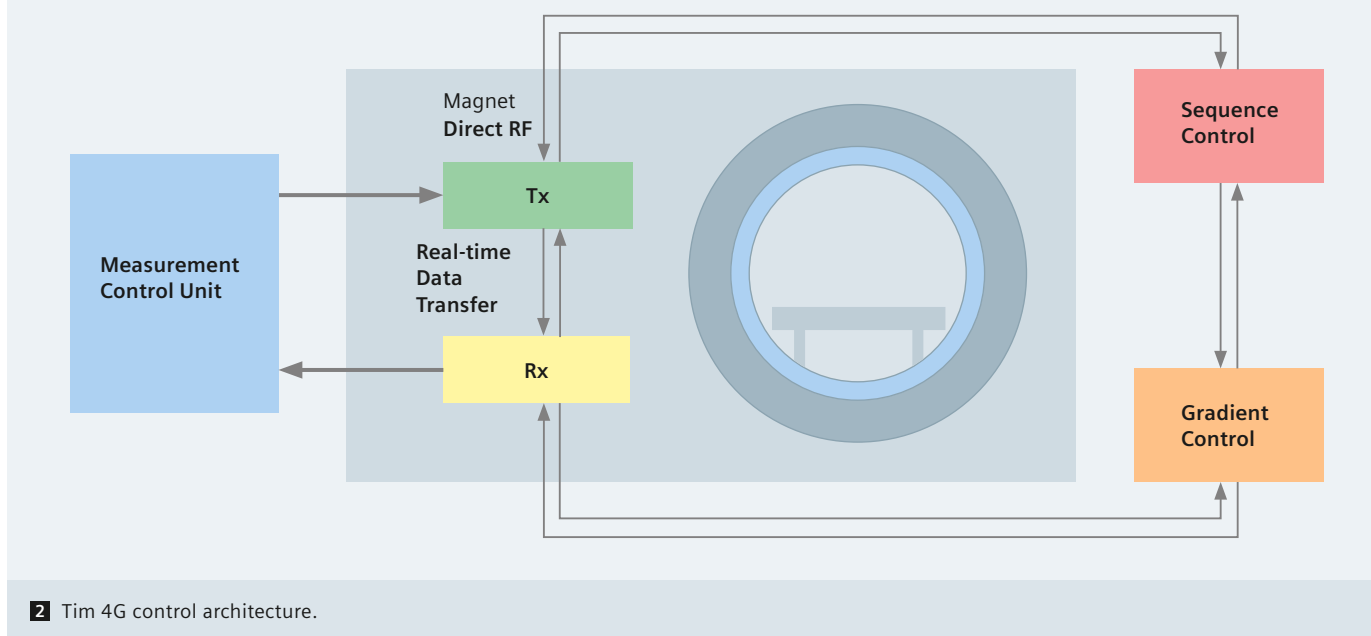 Magnet
Direct RF
Tx
Real-time
Data
Transfer
Rx
Measurement
Control Unit
Sequence
Control
Gradient
Control
2 Tim 4G control architecture.